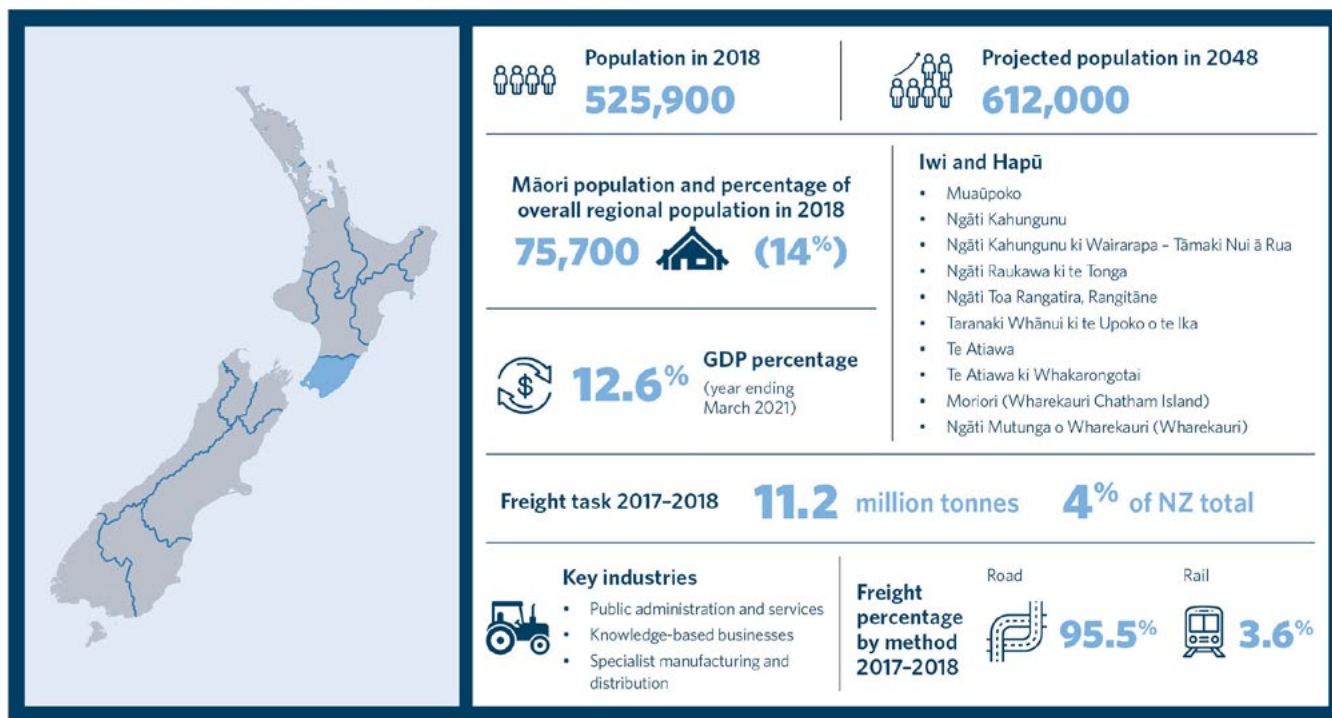 Population in 2018
525,900
Projected population in 2048
612,000
Māori population and percentage of
overall regional population in 2018
75,700 (14%)
GDP percentage
12.6%
(year ending
March 2021)
Iwi and Hapū
• Muaūpoko
• Ngāti Kahungunu
• Ngāti Kahungunu ki Wairarapa – Tāmaki Nui ā Rua
• Ngāti Raukawa ki te Tonga
• Ngāti Toa Rangatira, Rangitāne
• Taranaki Whānui ki te Upoko o te Ika
• Te Atiawa
• Te Atiawa ki Whakarongotai
• Moriori (Wharekauri Chatham Island)
• Ngāti Mutunga o Wharekauri (Wharekauri)
Freight task 2017–2018 11.2 million tonnes 4% of NZ total
Key industries
• Public administration and services
• Knowledge-based businesses
• Specialist manufacturing and
distribution
Freight
percentage
by method
2017–2018
Road
95.5%
Rail
3.6%
$